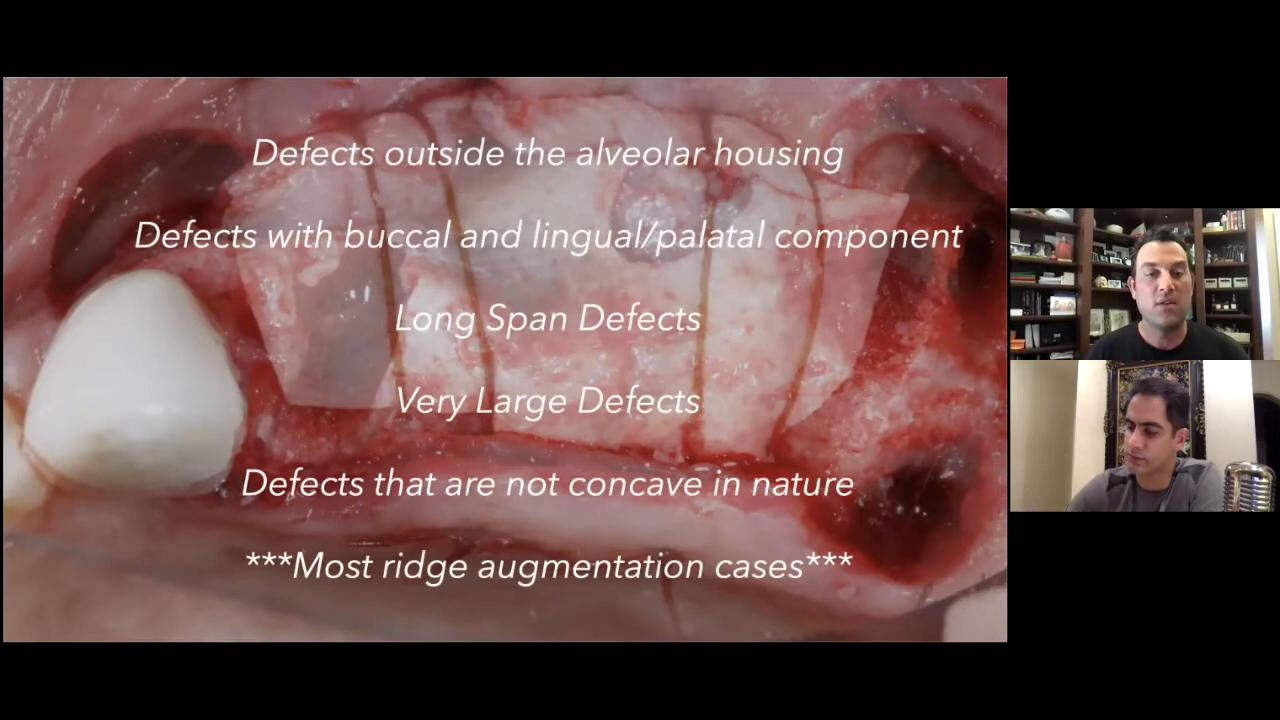 Defects outside the alveolar housing
Defects with buccal and lingual/palatal component
Long Span Defects
Very Large Defects
Defects that are not concave in nature
***Most ridge augmentation cases***